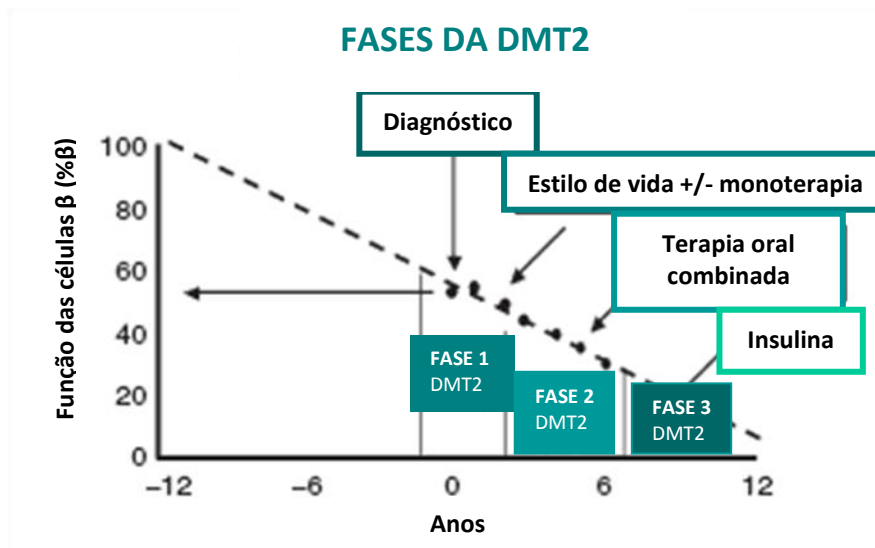 FASES DA DMT2
Diagnóstico
Estilo de vida +/- monoterapia
Terapia oral
combinada
Insulina
Função das células β (%β)
100
80
60
40
20
0
FASE 1
DMT2
FASE 2
DMT2
FASE 3
DMT2
−12
−6
0
6
12
Anos